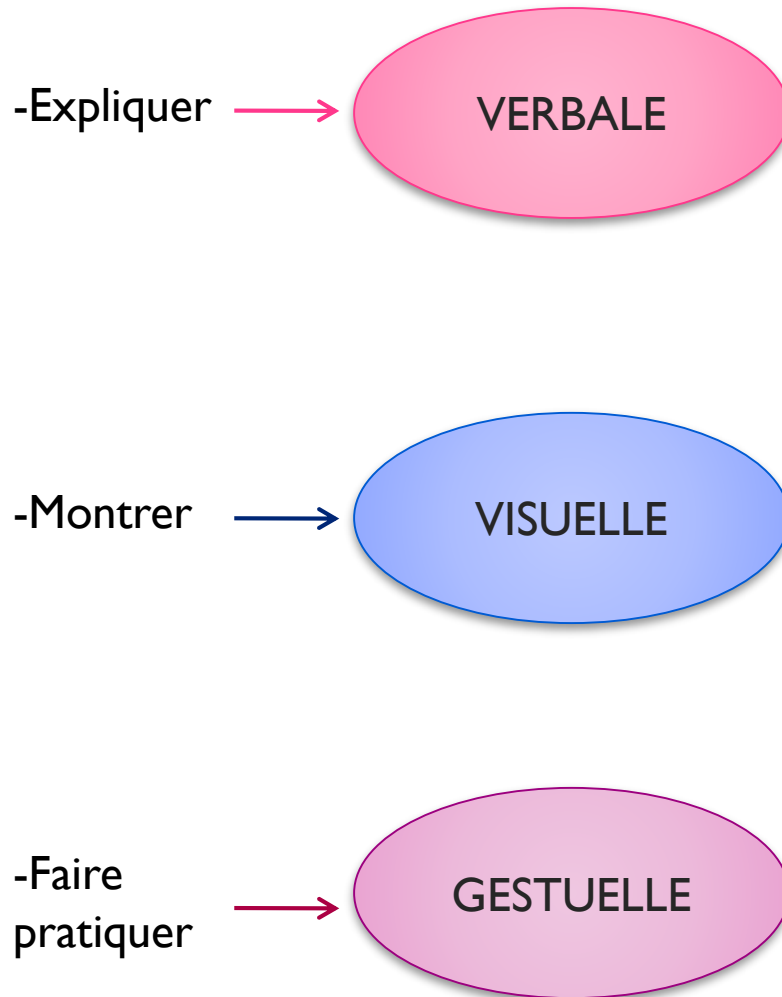 -Expliquer
VERBALE
-Montrer
VISUELLE
-Faire
pratiquer
GESTUELLE